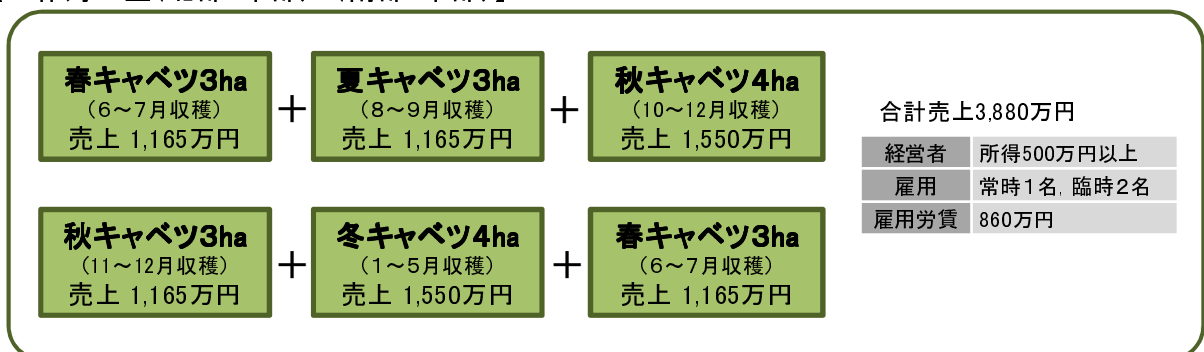 春キャベツ3ha
(6～7月収穫)
売上 1,165万円
＋
夏キャベツ3ha
(8～9月収穫)
売上 1,165万円
＋
秋キャベツ4ha
(10～12月収穫)
売上 1,550万円
合計売上3,880万円
経営者 所得500万円以上
雇用 常時1名，臨時2名
雇用労賃 860万円
秋キャベツ3ha
(11～12月収穫)
売上 1,165万円
＋
冬キャベツ4ha
(1～5月収穫)
売上 1,550万円
＋
春キャベツ3ha
(6～7月収穫)
売上 1,165万円